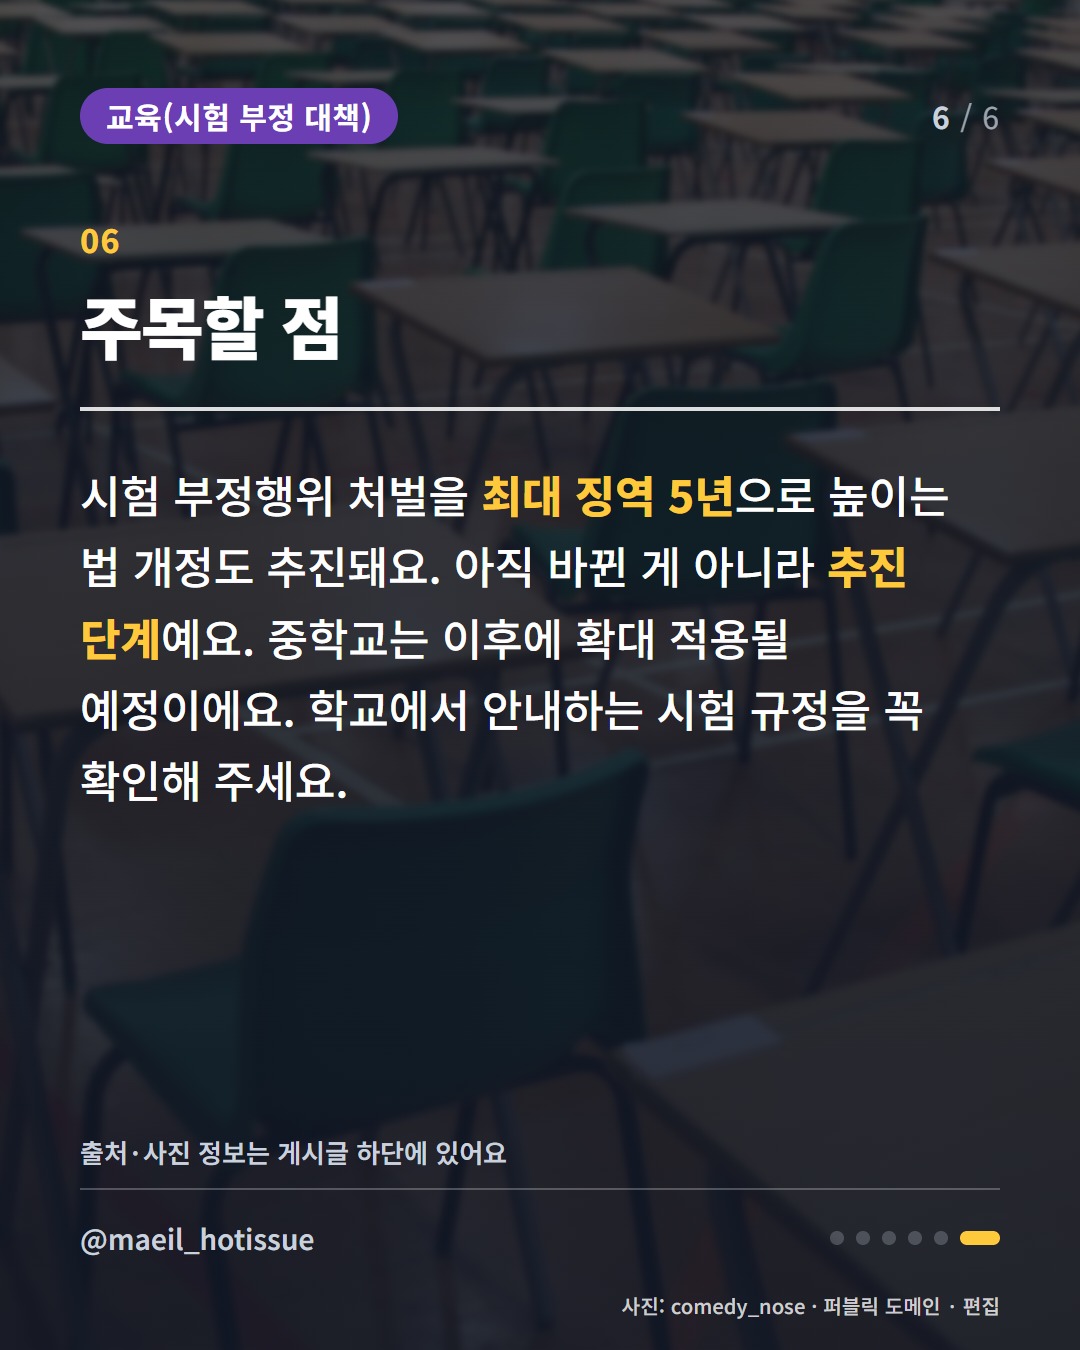 교육(시험 부정 대책)
6 / 6
06
주목할 점
시험 부정행위 처벌을 최대 징역 5년으로 높이는
법 개정도 추진돼요. 아직 바뀐 게 아니라 추진
단계예요. 중학교는 이후에 확대 적용될
예정이에요. 학교에서 안내하는 시험 규정을 꼭
확인해 주세요.
출처·사진 정보는 게시글 하단에 있어요
@maeil_hotissue
사진: comedy_nose · 퍼블릭 도메인 · 편집